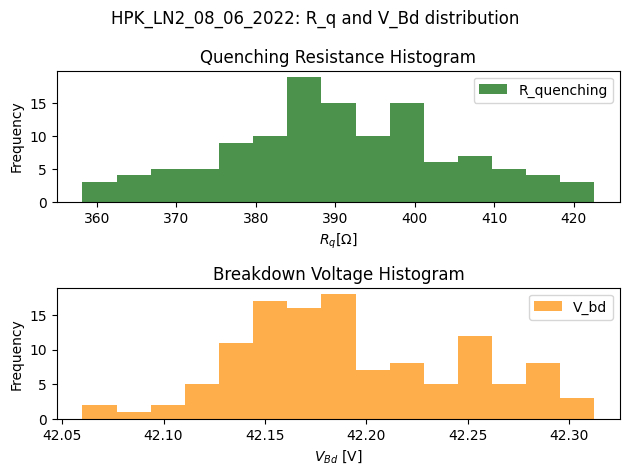 HPK_LN2_08_06_2022: R_q and V_Bd distribution
Quenching Resistance Histogram
R_quenching
Frequency
15
10
5
0
360 370 380 390 400 410 420
R_q[Ω]
Breakdown Voltage Histogram
V_bd
Frequency
15
10
5
0
42.05 42.10 42.15 42.20 42.25 42.30
V_{Bd} [V]